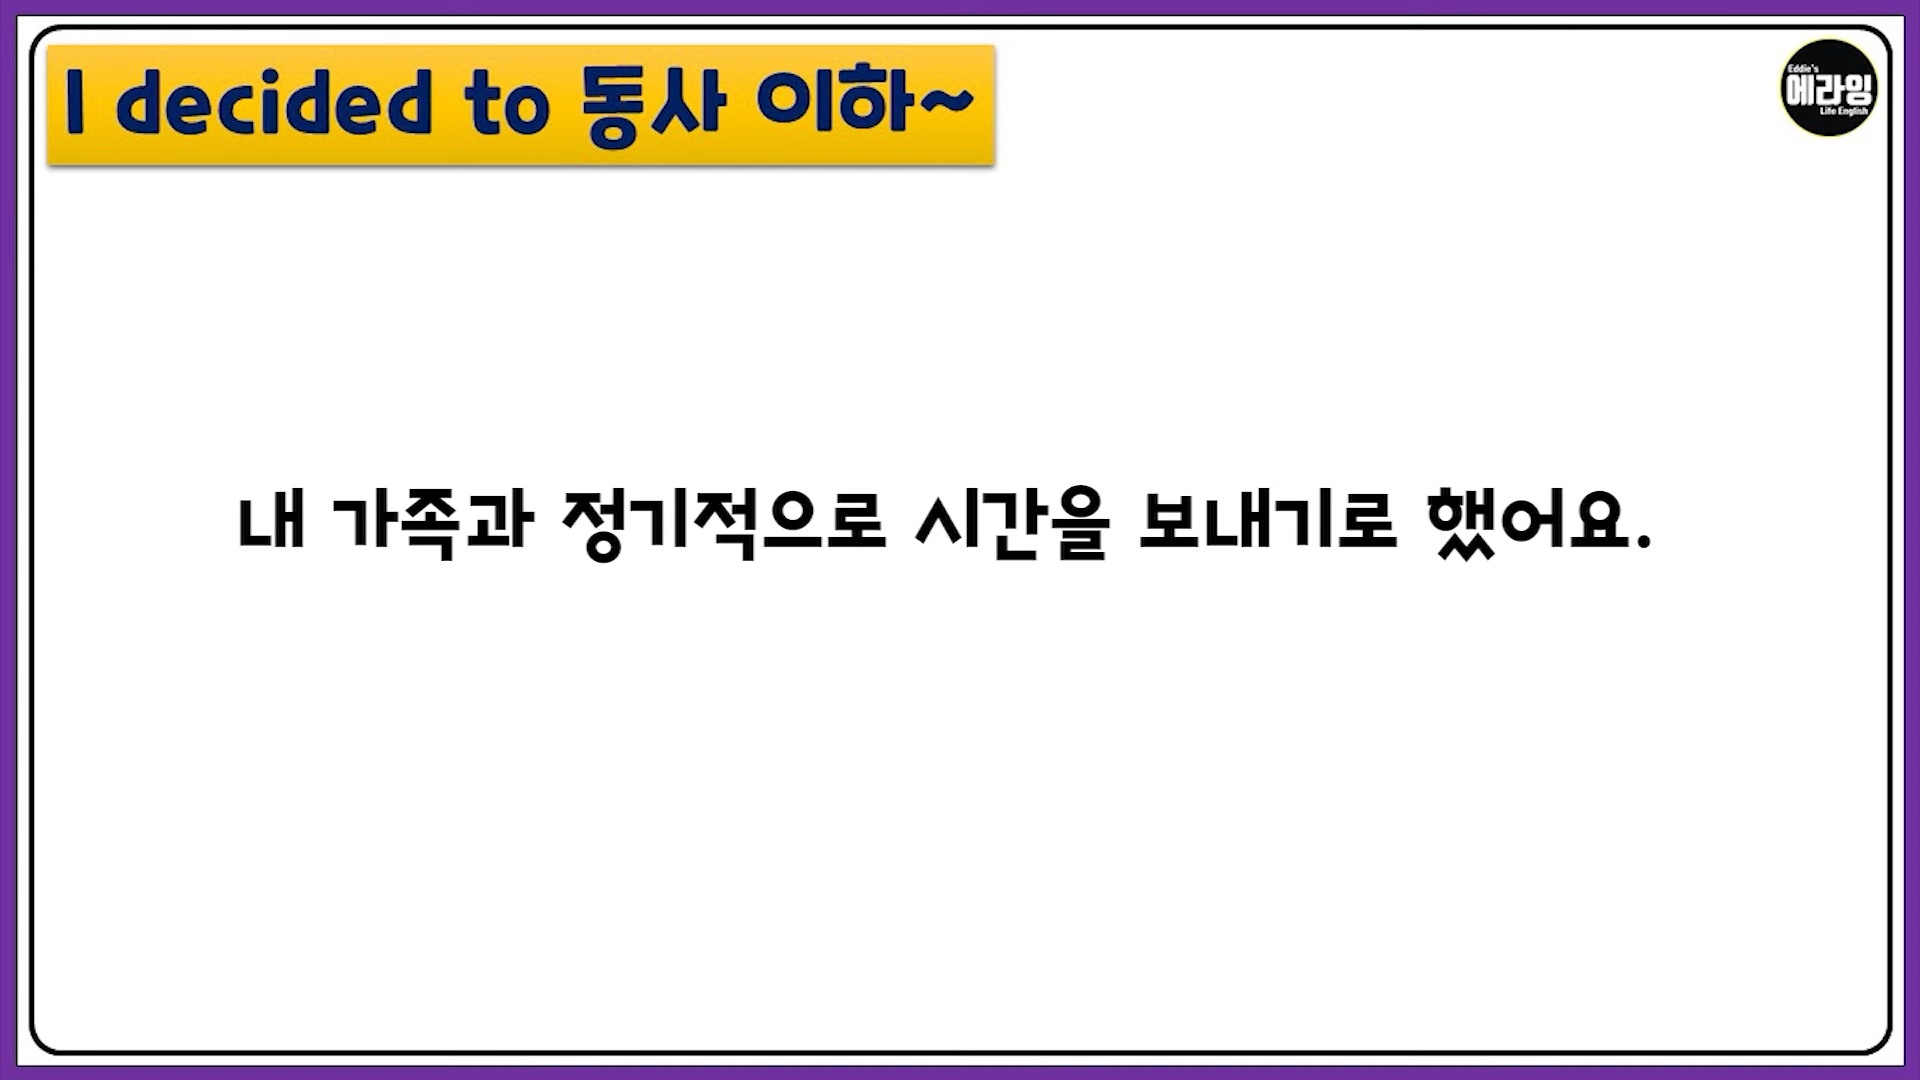 I decided to 동사 이하~
Eddie's
에라잉
Life English
내 가족과 정기적으로 시간을 보내기로 했어요.